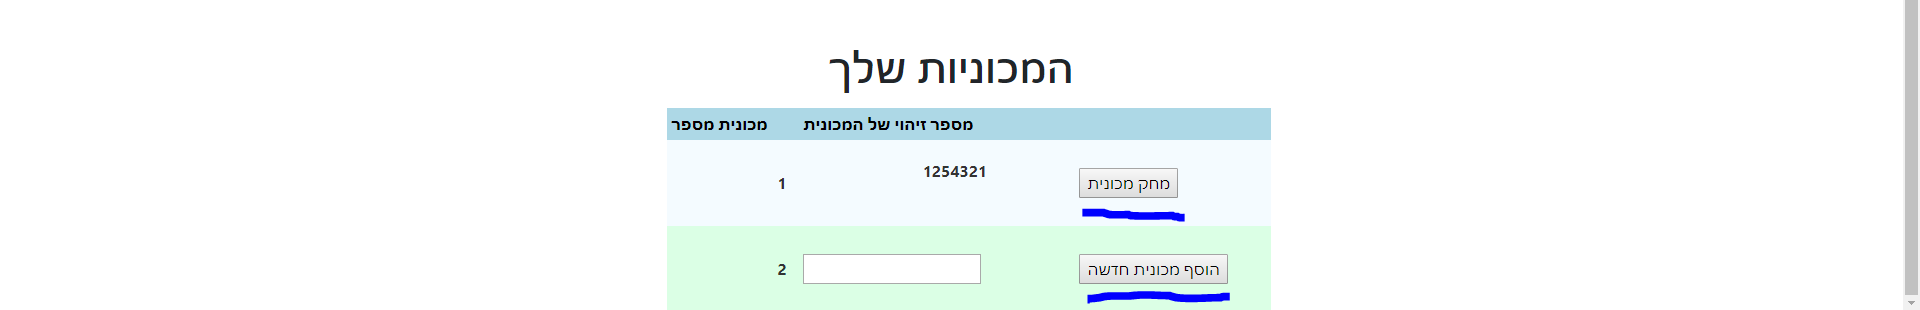 המכוניות שלך
מכונית מספר מספר זיהוי של המכונית
1 1254321 מחק מכונית
2 הוסף מכונית חדשה